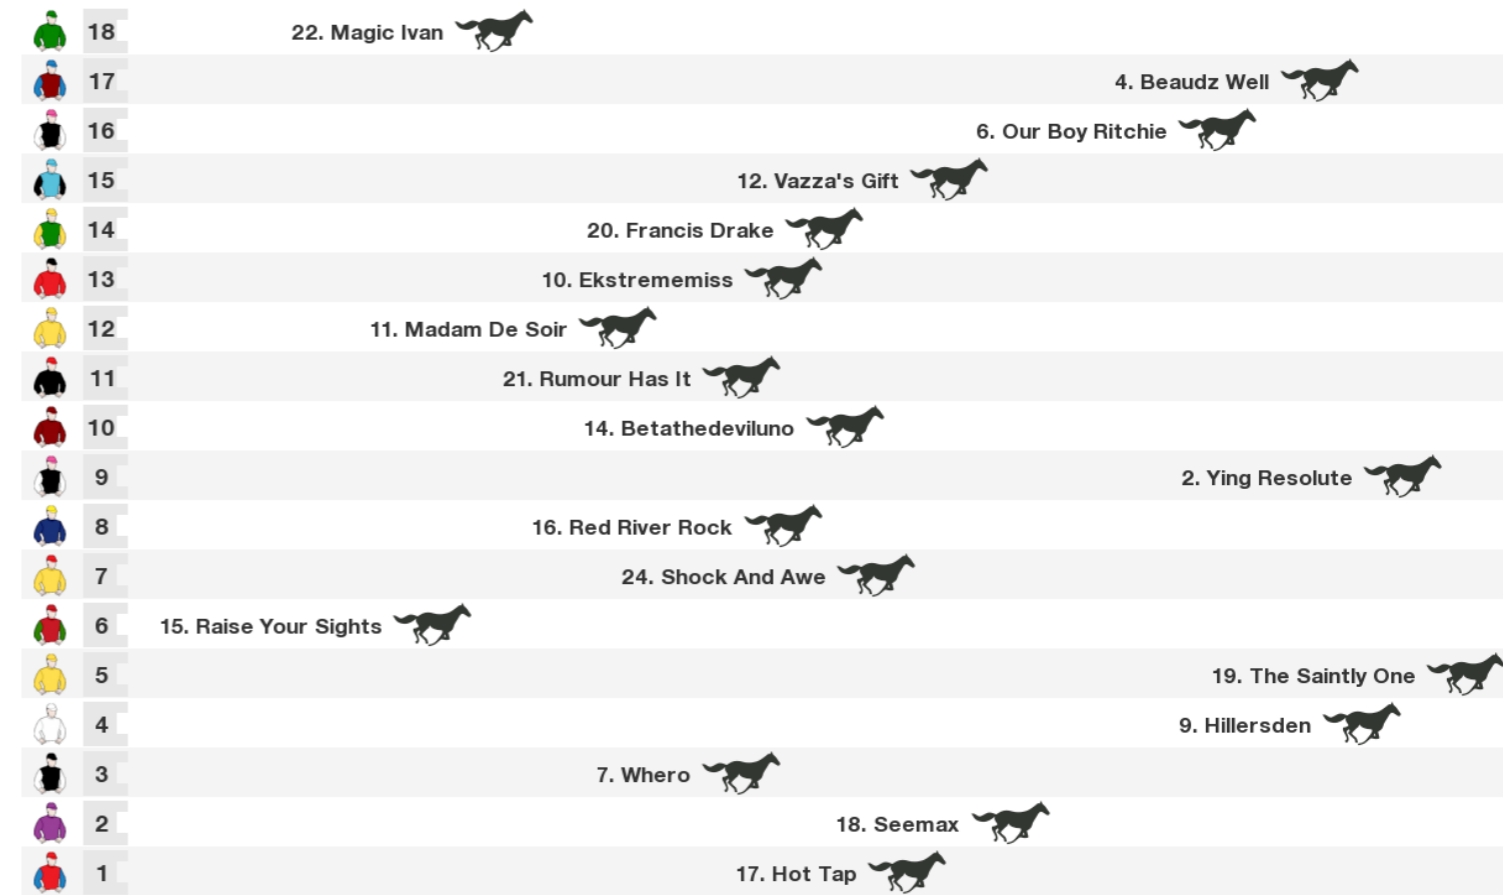 18 22. Magic Ivan
17 4. Beaudz Well
16 6. Our Boy Ritchie
15 12. Vazza's Gift
14 20. Francis Drake
13 10. Ekstrememiss
12 11. Madam De Soir
11 21. Rumour Has It
10 14. Betathedeviluno
9 2. Ying Resolute
8 16. Red River Rock
7 24. Shock And Awe
6 15. Raise Your Sights
5 19. The Saintly One
4 9. Hillersden
3 7. Whero
2 18. Seemax
1 17. Hot Tap